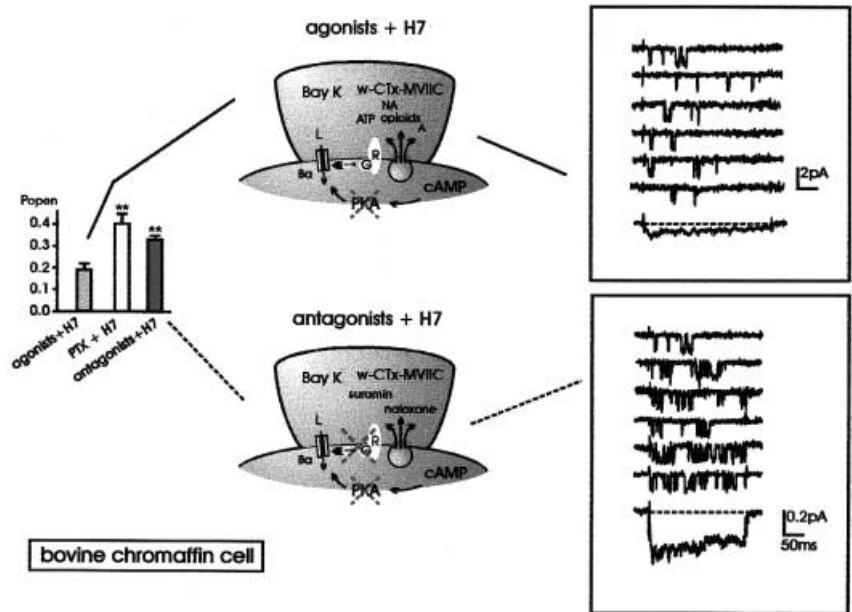 agonists + H7
Bay K w-CTx-MVIIC
NA
ATP opioids
A
L
R
G
Ba
cAMP
PKA
2pA
Popen
**
**
0.4
0.3
0.2
0.1
0.0
agonists+H7
PTX + H7
antagonists+H7
antagonists + H7
Bay K w-CTx-MVIIC
suramin
naloxone
L
R
G
Ba
cAMP
PKA
0.2pA
50ms
bovine chromaffin cell